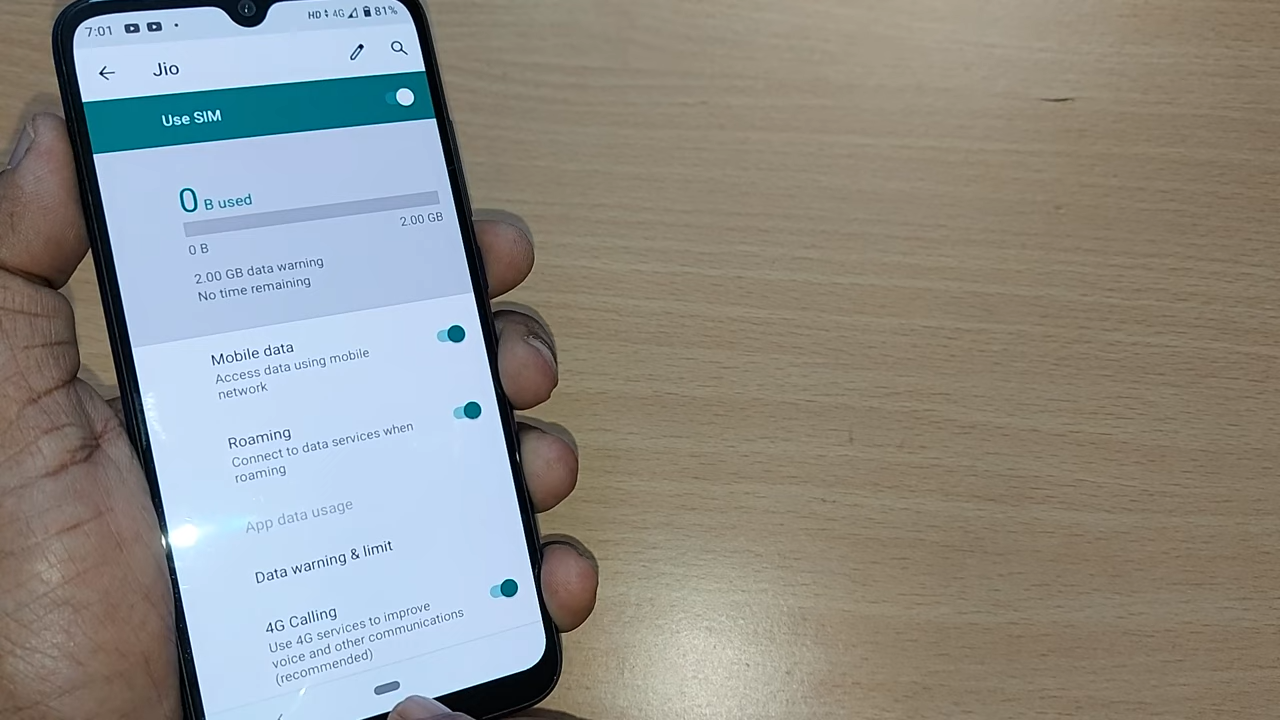 7:01 HD 4G 81%
Jio
Use SIM
0 B used
0 B 2.00 GB
2.00 GB data warning
No time remaining
Mobile data
Access data using mobile
network
Roaming
Connect to data services when
roaming
App data usage
Data warning & limit
4G Calling
Use 4G services to improve
voice and other communications
(recommended)